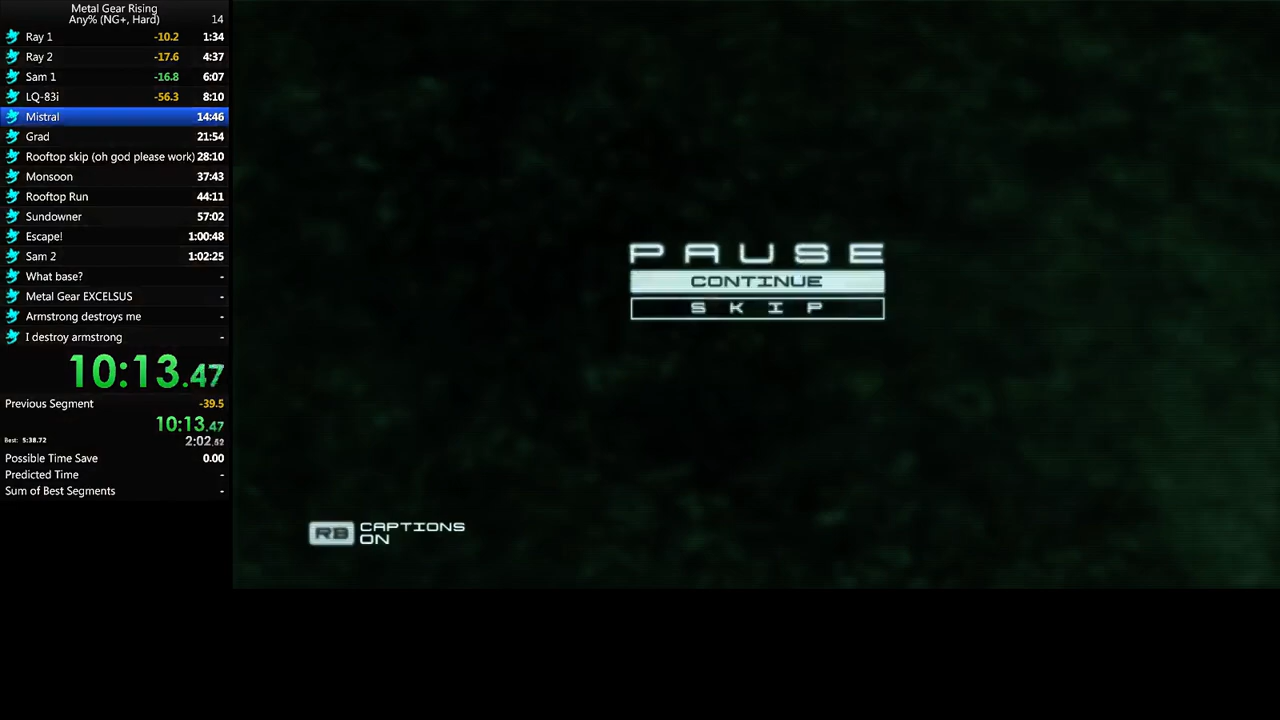 Metal Gear Rising
Any% (NG+, Hard) 14
Ray 1 -10.2 1:34
Ray 2 -17.6 4:37
Sam 1 -16.8 6:07
LQ-83i -56.3 8:10
Mistral 14:46
Grad 21:54
Rooftop skip (oh god please work) 28:10
Monsoon 37:43
Rooftop Run 44:11
Sundowner 57:02
Escape! 1:00:48
Sam 2 1:02:25
What base? -
Metal Gear EXCELSUS -
Armstrong destroys me -
I destroy armstrong -
10:13.47
Previous Segment -39.5
10:13.47
Best: 5:38.72 2:02.52
Possible Time Save 0.00
Predicted Time -
Sum of Best Segments -
PAUSE
CONTINUE
SKIP
RB CAPTIONS
ON